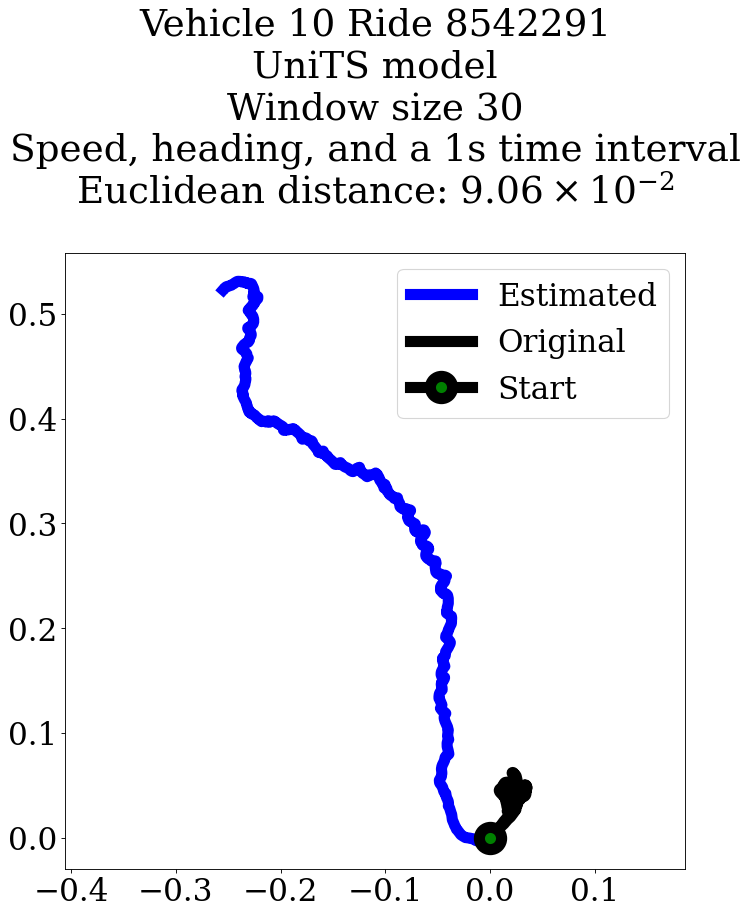 Vehicle 10 Ride 8542291
UniTS model
Window size 30
Speed, heading, and a 1s time interval
Euclidean distance: 9.06 × 10⁻²
Estimated
Original
Start
0.5
0.4
0.3
0.2
0.1
0.0
−0.4 −0.3 −0.2 −0.1 0.0 0.1